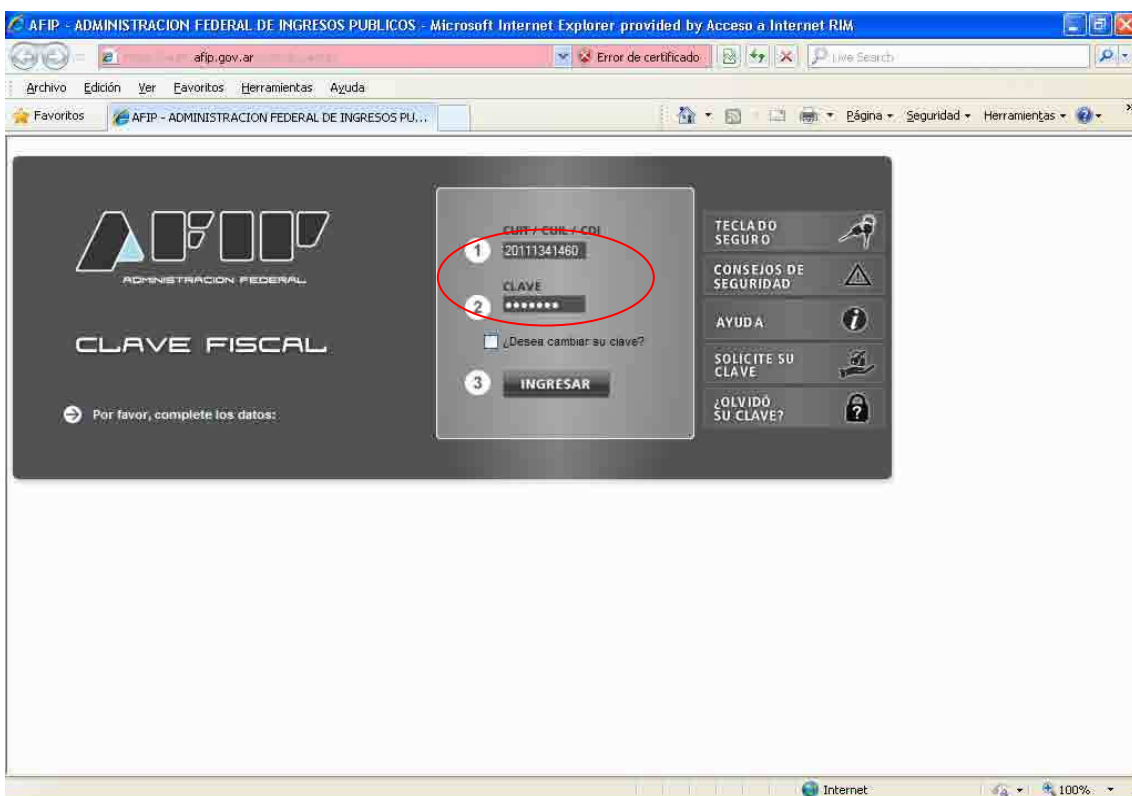 AFIP - ADMINISTRACION FEDERAL DE INGRESOS PUBLICOS - Microsoft Internet Explorer provided by Acceso a Internet RIM
afip.gov.ar
Error de certificado
Live Search
Archivo Edición Ver Favoritos Herramientas Ayuda
Favoritos
AFIP - ADMINISTRACION FEDERAL DE INGRESOS PU...
Página Seguridad Herramientas
AFIP
ADMINISTRACION FEDERAL
CLAVE FISCAL
Por favor, complete los datos:
CUIT / CUIL / CDI
1 20111341460
CLAVE
2 •••••••
¿Desea cambiar su clave?
3 INGRESAR
TECLADO
SEGURO
CONSEJOS DE
SEGURIDAD
AYUDA
SOLICITE SU
CLAVE
¿OLVIDÓ
SU CLAVE?
Internet
100%